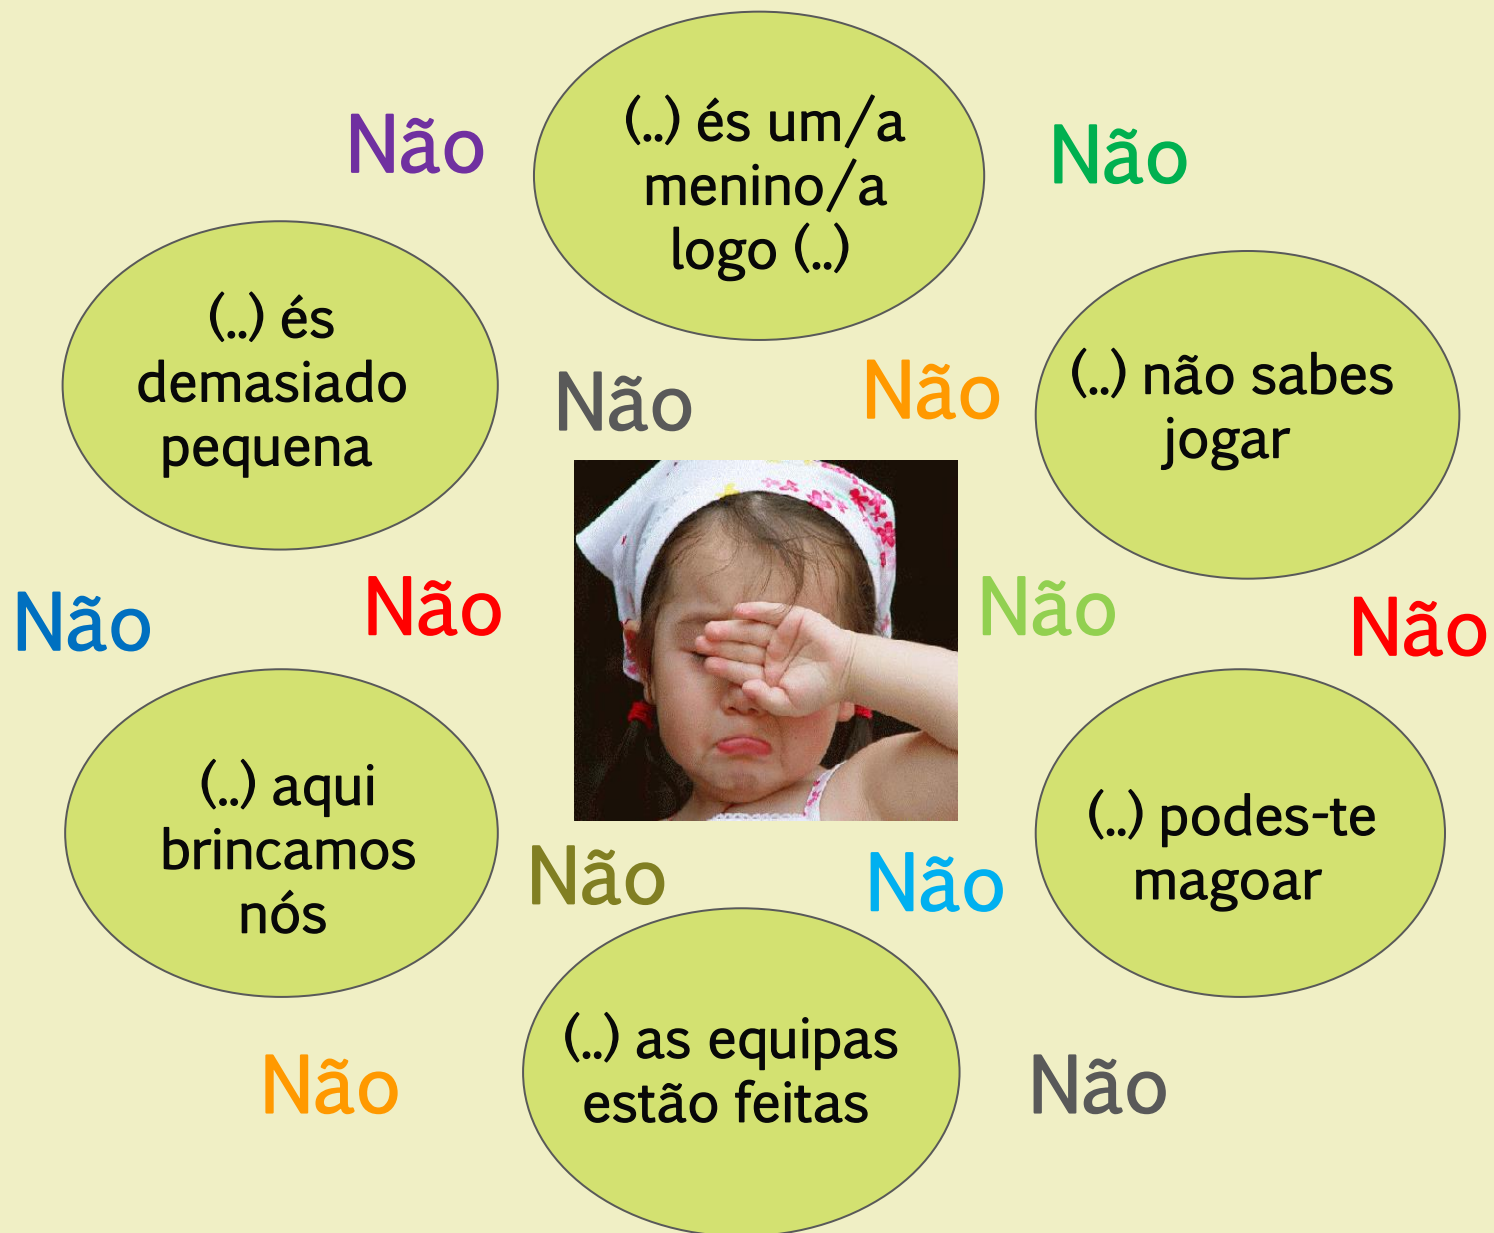 Não
(..) és um/a
menino/a
logo (..)
Não
(..) és
demasiado
pequena
Não
Não
(..) não sabes
jogar
Não
Não
Não
Não
(..) aqui
brincamos
nós
Não
Não
(..) podes-te
magoar
Não
(..) as equipas
estão feitas
Não